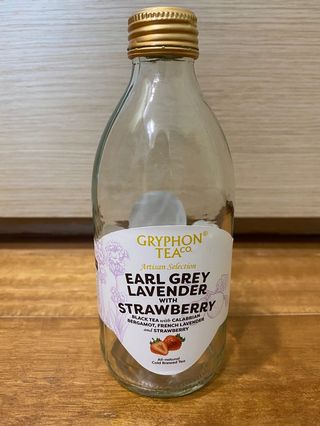 GRYPHON®
TEA CO.
Artisan Selection
EARL GREY
LAVENDER
WITH
STRAWBERRY
BLACK TEA with CALABRIAN
BERGAMOT, FRENCH LAVENDER
and STRAWBERRY
All-natural
Cold Brewed Tea